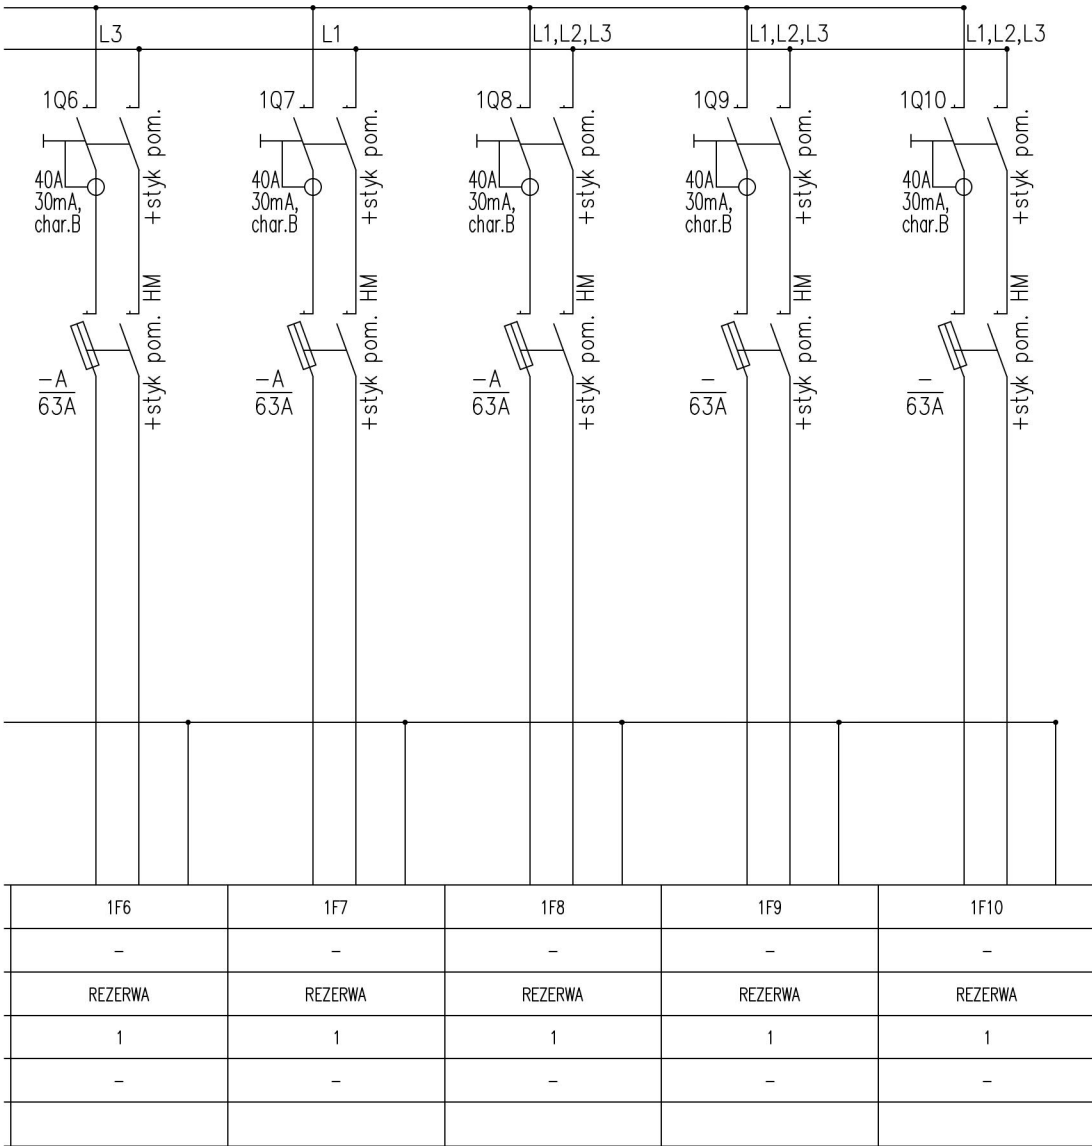 L3
L1
L1,L2,L3
L1,L2,L3
L1,L2,L3
1Q6
1Q7
1Q8
1Q9
1Q10
40A
30mA,
char.B
+styk pom.
40A
30mA,
char.B
+styk pom.
40A
30mA,
char.B
+styk pom.
40A
30mA,
char.B
+styk pom.
40A
30mA,
char.B
+styk pom.
-A
63A
+styk pom. HM
-A
63A
+styk pom. HM
-A
63A
+styk pom. HM
-
63A
+styk pom. HM
-
63A
+styk pom. HM
1F6 1F7 1F8 1F9 1F10
- - - - -
REZERWA REZERWA REZERWA REZERWA REZERWA
1 1 1 1 1
- - - - -